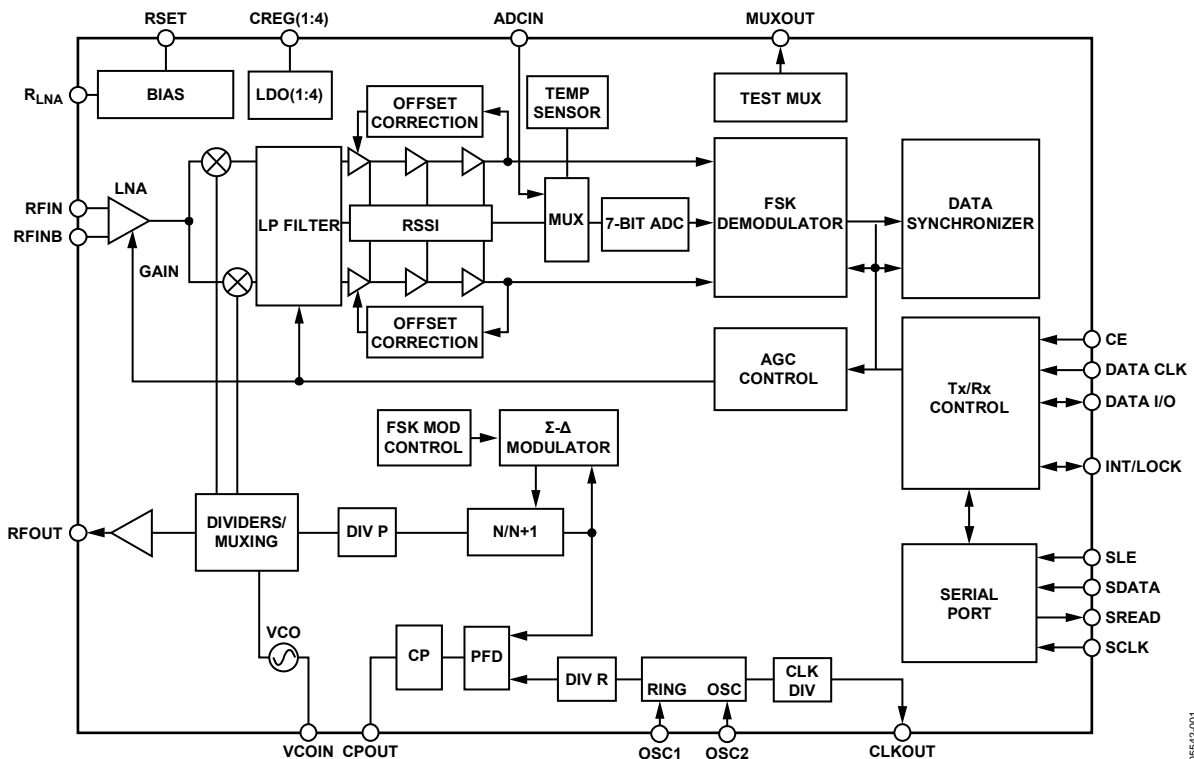 RSET
CREG(1:4)
ADCIN
MUXOUT
RLNA
BIAS
LDO(1:4)
OFFSET
CORRECTION
TEMP
SENSOR
TEST MUX
LNA
RFIN
RFINB
GAIN
LP FILTER
RSSI
MUX
7-BIT ADC
FSK
DEMODULATOR
DATA
SYNCHRONIZER
OFFSET
CORRECTION
AGC
CONTROL
Tx/Rx
CONTROL
CE
DATA CLK
DATA I/O
INT/LOCK
FSK MOD
CONTROL
Σ-Δ
MODULATOR
RFOUT
DIVIDERS/
MUXING
DIV P
N/N+1
SERIAL
PORT
SLE
SDATA
SREAD
SCLK
VCO
CP
PFD
DIV R
RING
OSC
CLK
DIV
VCOIN
CPOUT
OSC1
OSC2
CLKOUT
05542-001